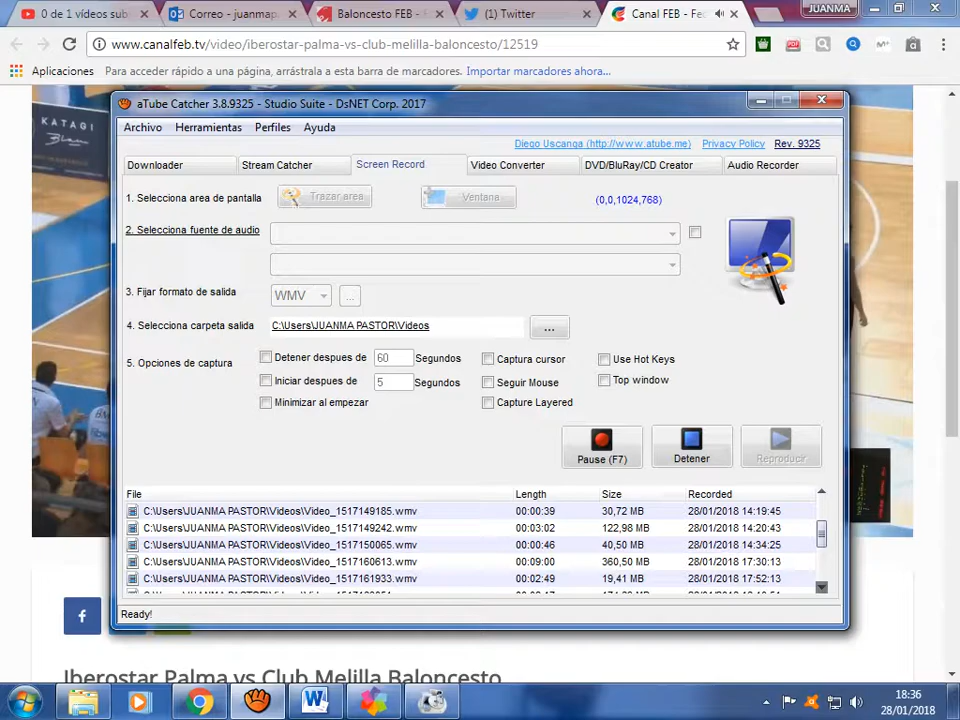 0 de 1 vídeos sub
Correo - juanmap
Baloncesto FEB -
(1) Twitter
Canal FEB - Fe
JUANMA
www.canalfeb.tv/video/iberostar-palma-vs-club-melilla-baloncesto/12519
Aplicaciones
Para acceder rápido a una página, arrástrala a esta barra de marcadores. Importar marcadores ahora...
KATAGI
aTube Catcher 3.8.9325 - Studio Suite - DsNET Corp. 2017
Archivo Herramientas Perfiles Ayuda
Diego Uscanga (http://www.atube.me) Privacy Policy Rev. 9325
Downloader Stream Catcher Screen Record Video Converter DVD/BluRay/CD Creator Audio Recorder
1. Selecciona area de pantalla Trazar area Ventana (0,0,1024,768)
2. Selecciona fuente de audio
3. Fijar formato de salida WMV ...
4. Selecciona carpeta salida C:\Users\JUANMA PASTOR\Videos ...
5. Opciones de captura
Detener despues de 60 Segundos Captura cursor Use Hot Keys
Iniciar despues de 5 Segundos Seguir Mouse Top window
Minimizar al empezar Capture Layered
Pause (F7) Detener Reproducir
File Length Size Recorded
C:\Users\JUANMA PASTOR\Videos\Video_1517149185.wmv 00:00:39 30,72 MB 28/01/2018 14:19:45
C:\Users\JUANMA PASTOR\Videos\Video_1517149242.wmv 00:03:02 122,98 MB 28/01/2018 14:20:43
C:\Users\JUANMA PASTOR\Videos\Video_1517150065.wmv 00:00:46 40,50 MB 28/01/2018 14:34:25
C:\Users\JUANMA PASTOR\Videos\Video_1517160613.wmv 00:09:00 360,50 MB 28/01/2018 17:30:13
C:\Users\JUANMA PASTOR\Videos\Video_1517161933.wmv 00:02:49 19,41 MB 28/01/2018 17:52:13
Ready!
Iberostar Palma vs Club Melilla Baloncesto
18:36
28/01/2018